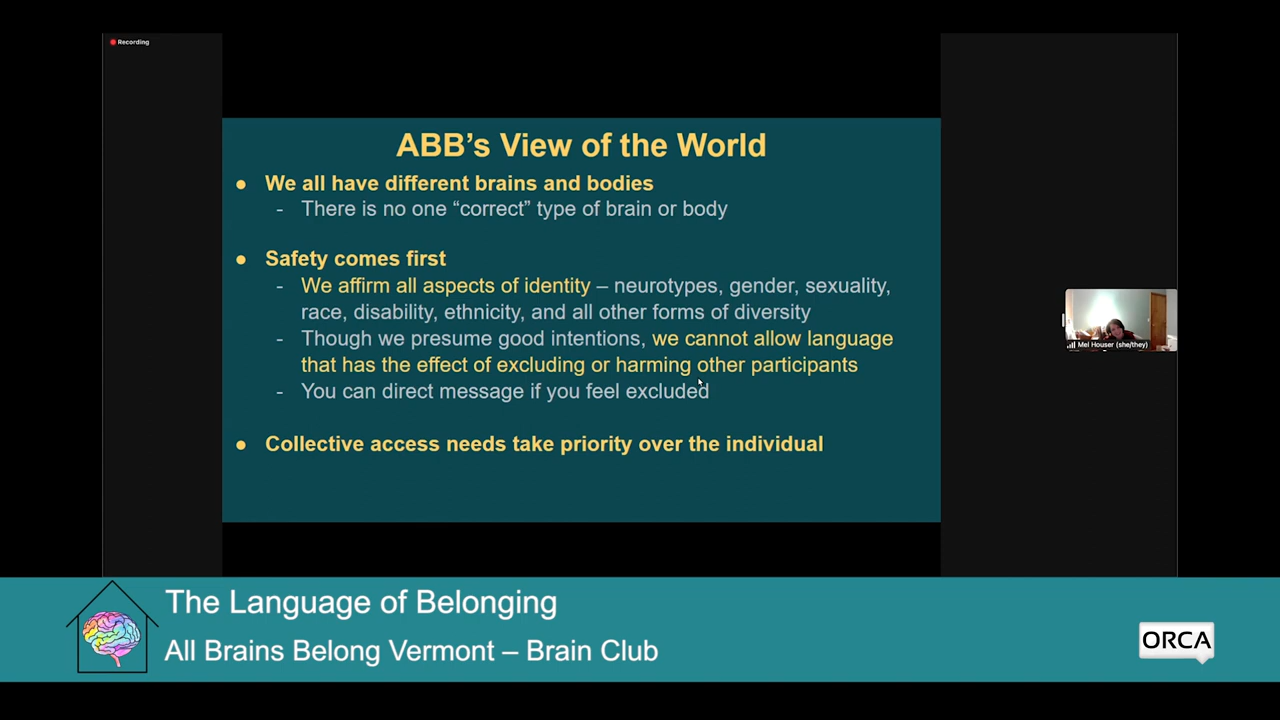 Recording
ABB’s View of the World
● We all have different brains and bodies
- There is no one “correct” type of brain or body
● Safety comes first
- We affirm all aspects of identity – neurotypes, gender, sexuality,
race, disability, ethnicity, and all other forms of diversity
- Though we presume good intentions, we cannot allow language
that has the effect of excluding or harming other participants
- You can direct message if you feel excluded
● Collective access needs take priority over the individual
Mel Houser (she/they)
The Language of Belonging
All Brains Belong Vermont – Brain Club
ORCA